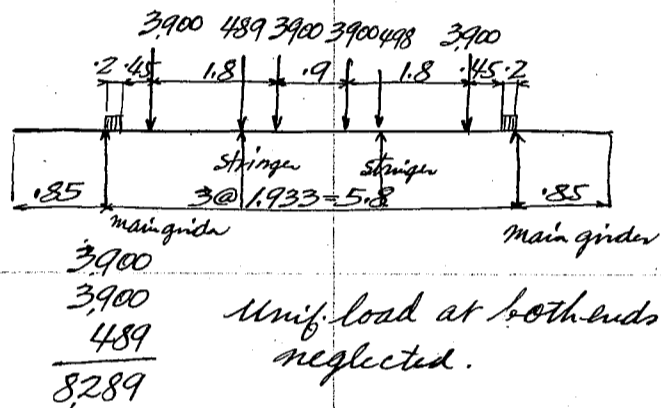 3,900 489 3900 3900 498 3,900
.2 .45 1.8 .9 1.8 .45 .2
stringer stringer
.85 3@1.933=5.8 .85
main girder main girder
3,900
3,900
489
8,289
Unif. load at both ends
neglected.